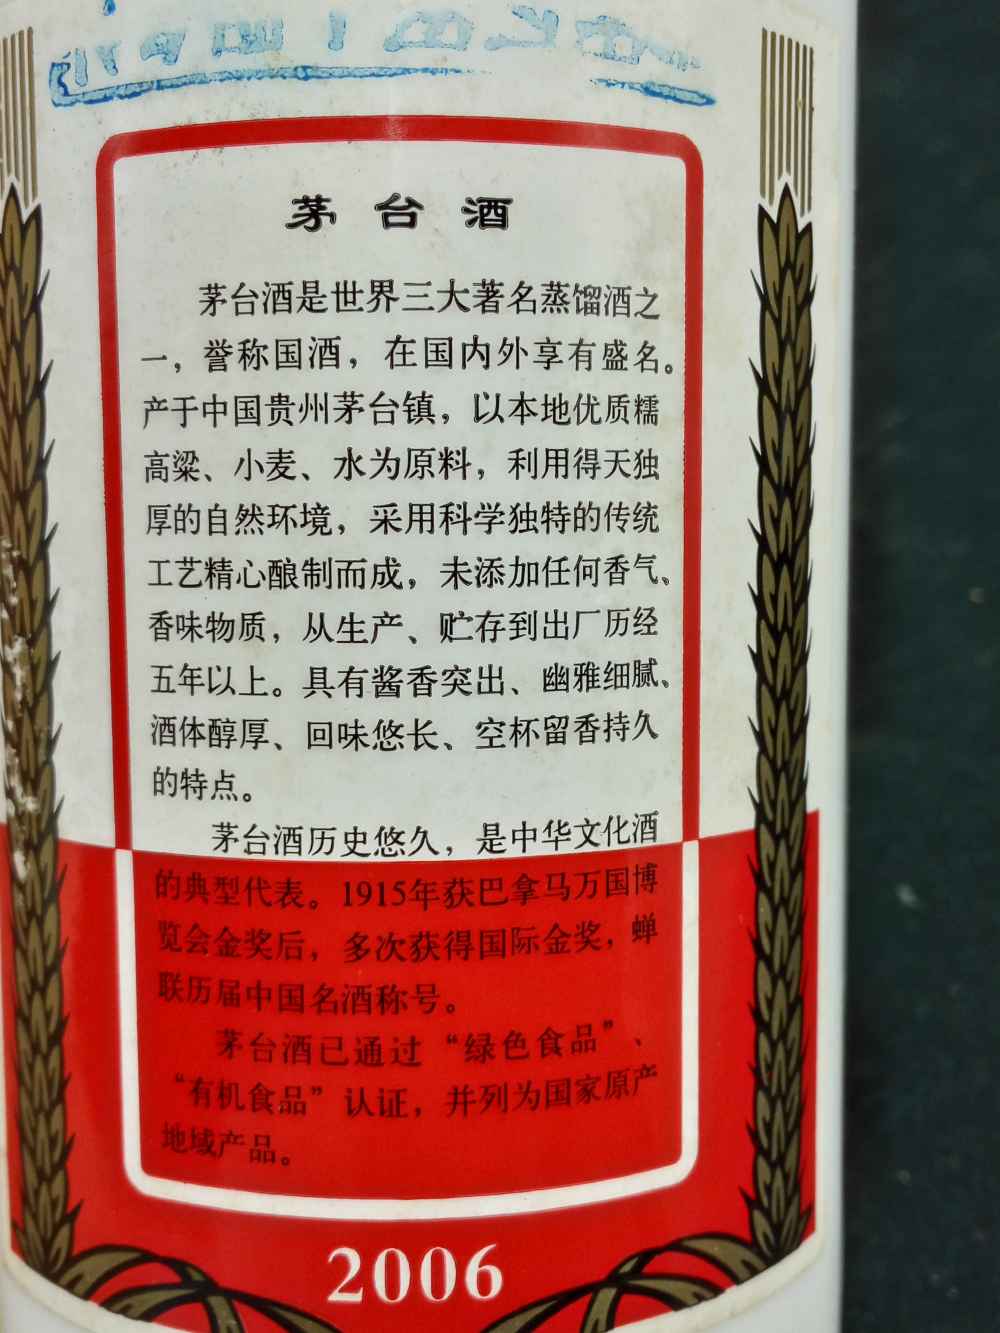 茅台酒
茅台酒是世界三大著名蒸馏酒之
一，誉称国酒，在国内外享有盛名。
产于中国贵州茅台镇，以本地优质糯
高粱、小麦、水为原料，利用得天独
厚的自然环境，采用科学独特的传统
工艺精心酿制而成，未添加任何香气、
香味物质，从生产、贮存到出厂历经
五年以上。具有酱香突出、幽雅细腻、
酒体醇厚、回味悠长、空杯留香持久
的特点。
茅台酒历史悠久，是中华文化酒
的典型代表。1915年获巴拿马万国博
览会金奖后，多次获得国际金奖，蝉
联历届中国名酒称号。
茅台酒已通过“绿色食品”、
“有机食品”认证，并列为国家原产
地域产品。
2006